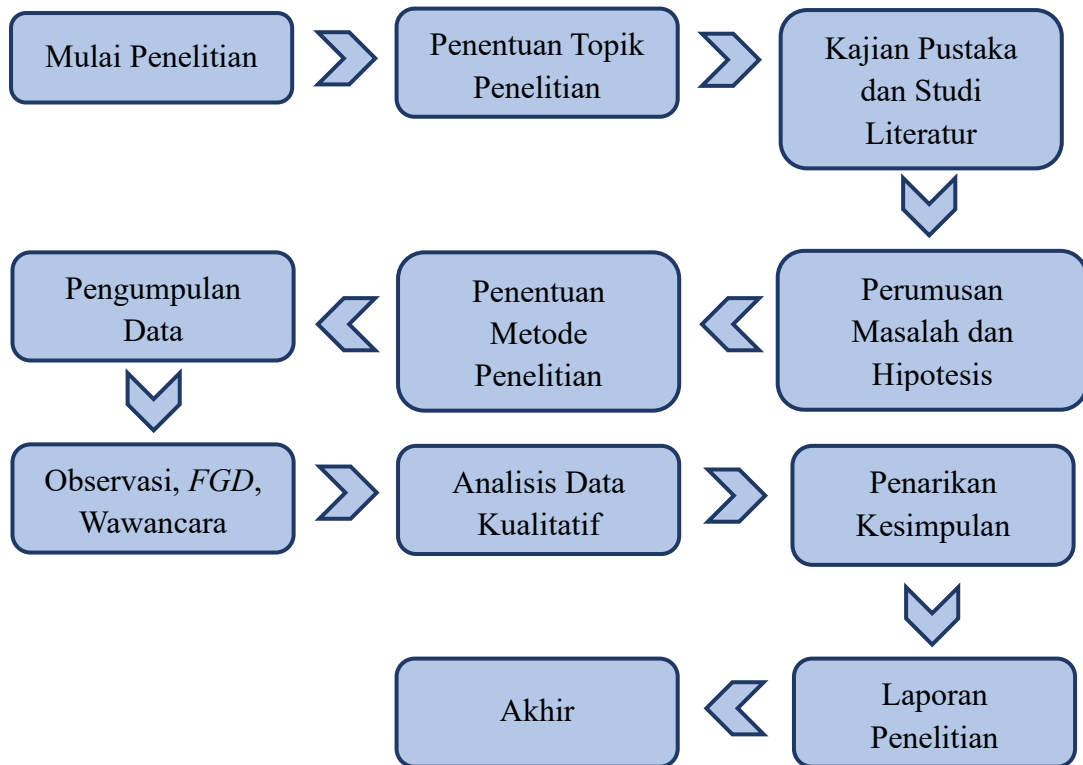 Mulai Penelitian
Penentuan Topik
Penelitian
Kajian Pustaka
dan Studi
Literatur
Perumusan
Masalah dan
Hipotesis
Penentuan
Metode
Penelitian
Pengumpulan
Data
Observasi, FGD,
Wawancara
Analisis Data
Kualitatif
Penarikan
Kesimpulan
Laporan
Penelitian
Akhir